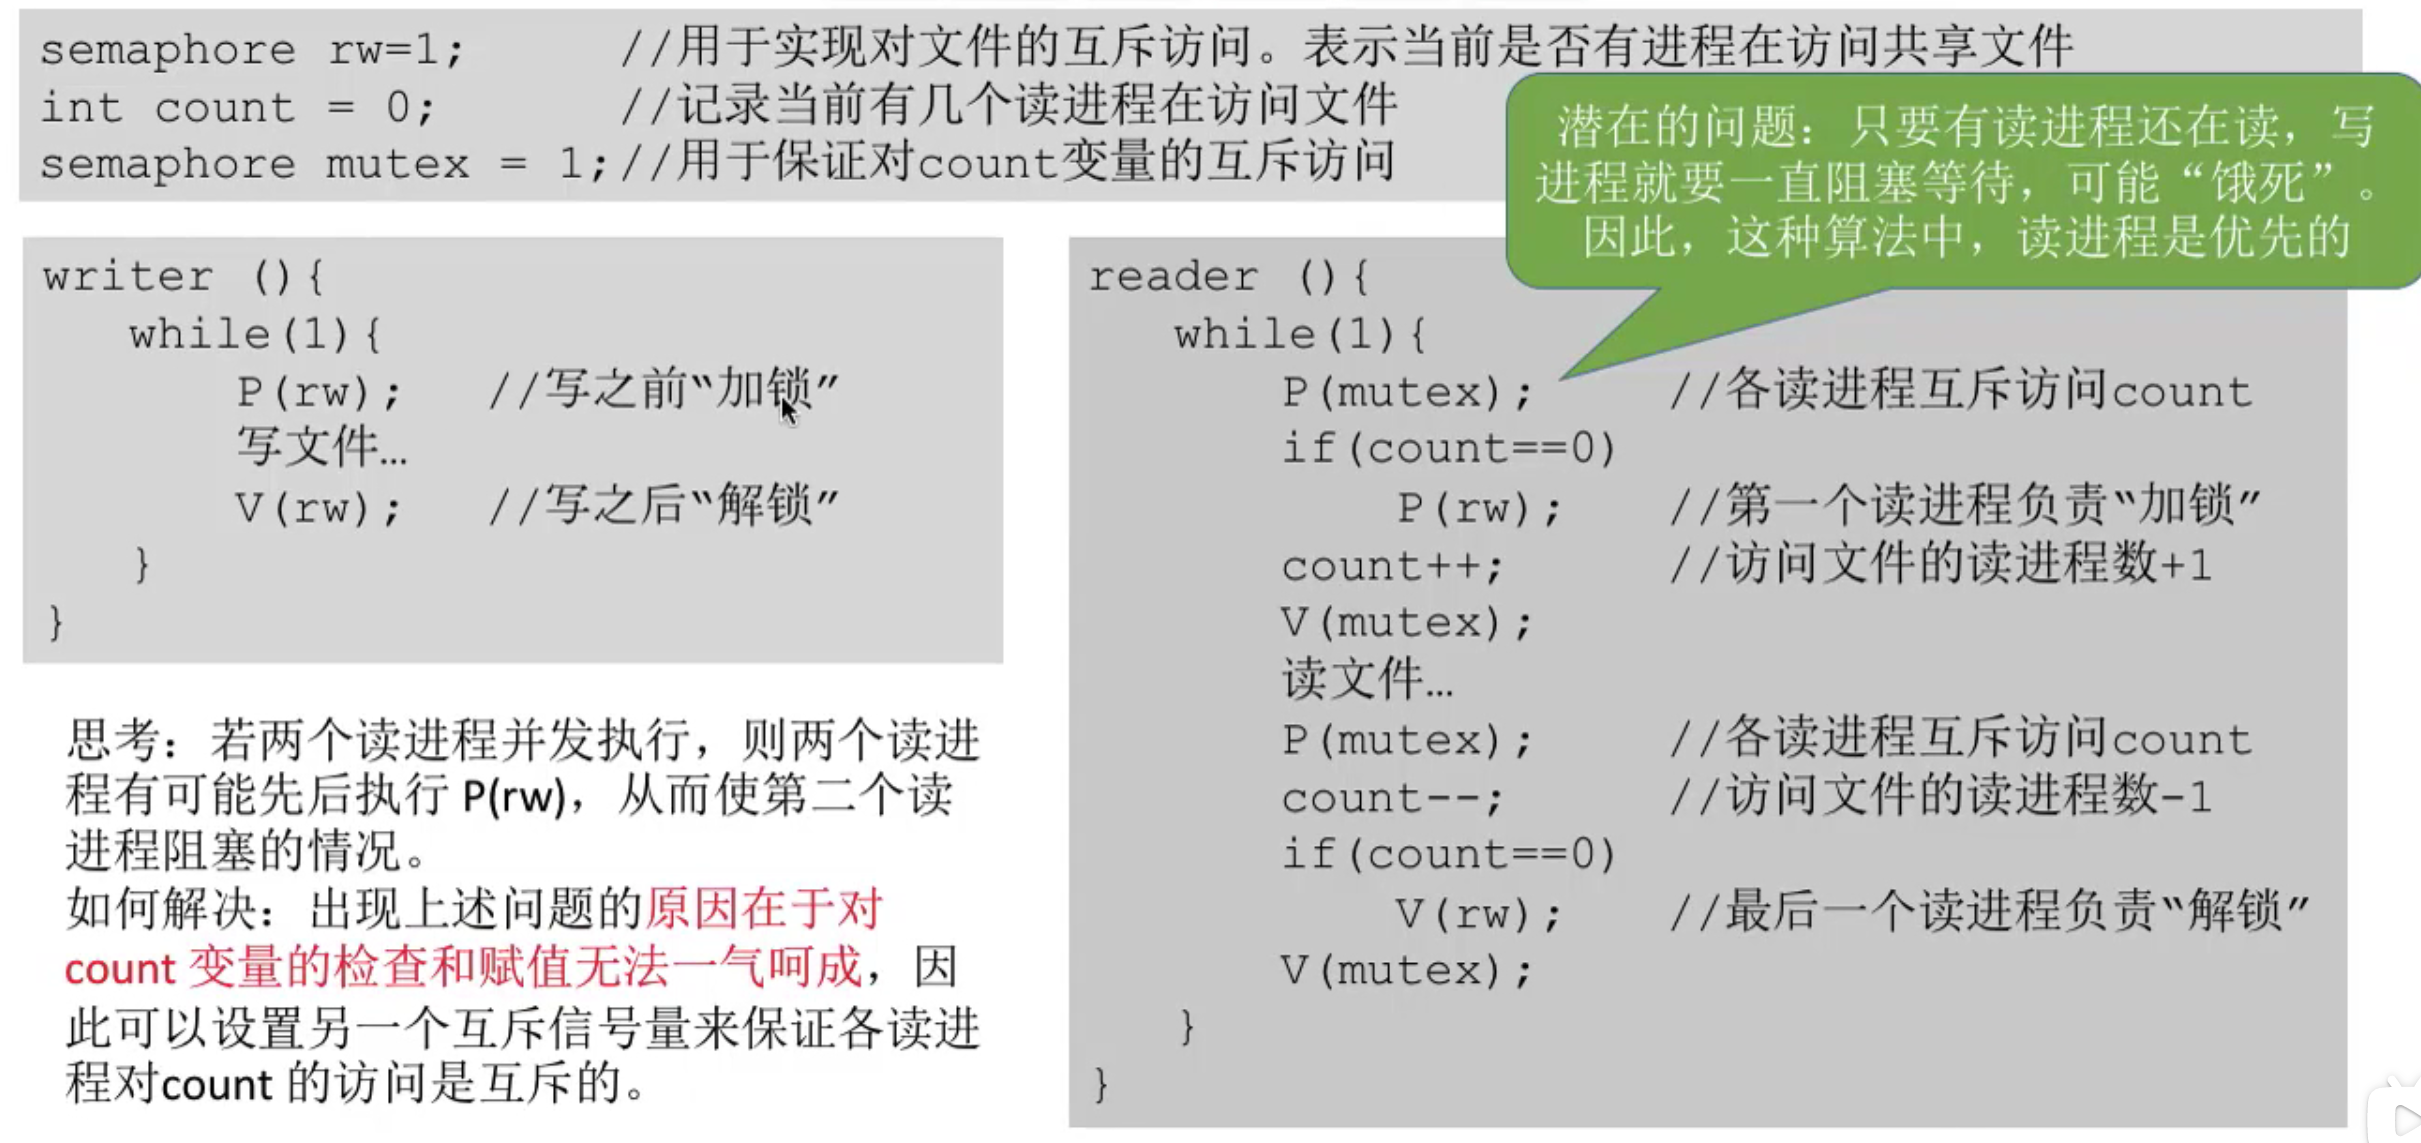 semaphore rw=1; //用于实现对文件的互斥访问。表示当前是否有进程在访问共享文件
int count = 0; //记录当前有几个读进程在访问文件
semaphore mutex = 1;//用于保证对count变量的互斥访问
潜在的问题：只要有读进程还在读，写
进程就要一直阻塞等待，可能“饿死”。
因此，这种算法中，读进程是优先的
writer (){
while(1){
P(rw); //写之前“加锁”
写文件…
V(rw); //写之后“解锁”
}
}
思考：若两个读进程并发执行，则两个读进
程有可能先后执行 P(rw)，从而使第二个读
进程阻塞的情况。
如何解决：出现上述问题的原因在于对
count 变量的检查和赋值无法一气呵成，因
此可以设置另一个互斥信号量来保证各读进
程对count 的访问是互斥的。
reader (){
while(1){
P(mutex); //各读进程互斥访问count
if(count==0)
P(rw); //第一个读进程负责“加锁”
count++; //访问文件的读进程数+1
V(mutex);
读文件…
P(mutex); //各读进程互斥访问count
count--; //访问文件的读进程数-1
if(count==0)
V(rw); //最后一个读进程负责“解锁”
V(mutex);
}
}